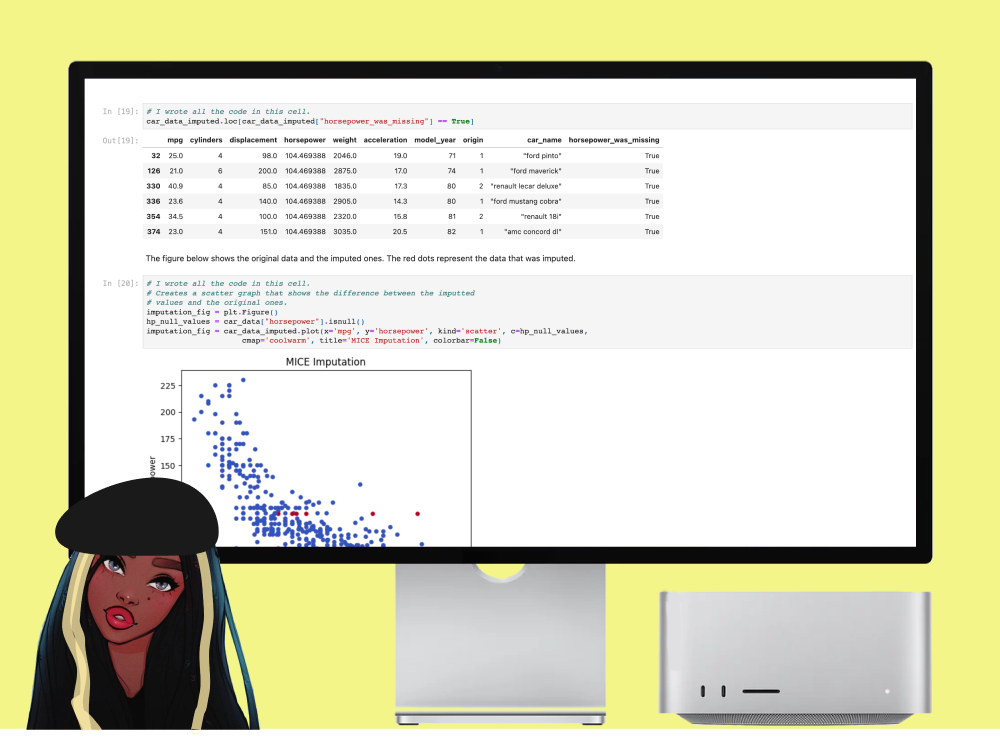 In [19]: # I wrote all the code in this cell.
car_data_imputed.loc[car_data_imputed["horsepower_was_missing"] == True]
Out[19]: mpg cylinders displacement horsepower weight acceleration model_year origin car_name horsepower_was_missing
32 25.0 4 98.0 104.469388 2046.0 19.0 71 1 "ford pinto" True
126 21.0 6 200.0 104.469388 2875.0 17.0 74 1 "ford maverick" True
330 40.9 4 85.0 104.469388 1835.0 17.3 80 2 "renault lecar deluxe" True
336 23.6 4 140.0 104.469388 2905.0 14.3 80 1 "ford mustang cobra" True
354 34.5 4 100.0 104.469388 2320.0 15.8 81 2 "renault 18i" True
374 23.0 4 151.0 104.469388 3035.0 20.5 82 1 "amc concord dl" True
The figure below shows the original data and the imputed ones. The red dots represent the data that was imputed.
In [20]: # I wrote all the code in this cell.
# Creates a scatter graph that shows the difference between the imputted
# values and the original ones.
imputation_fig = plt.Figure()
hp_null_values = car_data["horsepower"].isnull()
imputation_fig = car_data_imputed.plot(x='mpg', y='horsepower', kind='scatter', c=hp_null_values,
cmap='coolwarm', title='MICE Imputation', colorbar=False)
MICE Imputation
225
200
175
150